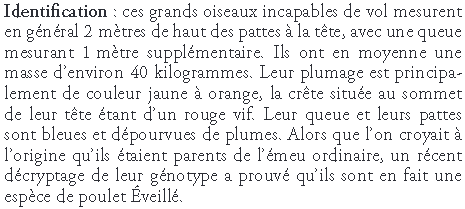 Identification : ces grands oiseaux incapables de vol mesurent
en général 2 mètres de haut des pattes à la tête, avec une queue
mesurant 1 mètre supplémentaire. Ils ont en moyenne une
masse d'environ 40 kilogrammes. Leur plumage est principa-
lement de couleur jaune à orange, la crête située au sommet
de leur tête étant d'un rouge vif. Leur queue et leurs pattes
sont bleues et dépourvues de plumes. Alors que l'on croyait à
l'origine qu'ils étaient parents de l'émeu ordinaire, un récent
décryptage de leur génotype a prouvé qu'ils sont en fait une
espèce de poulet Éveillé.